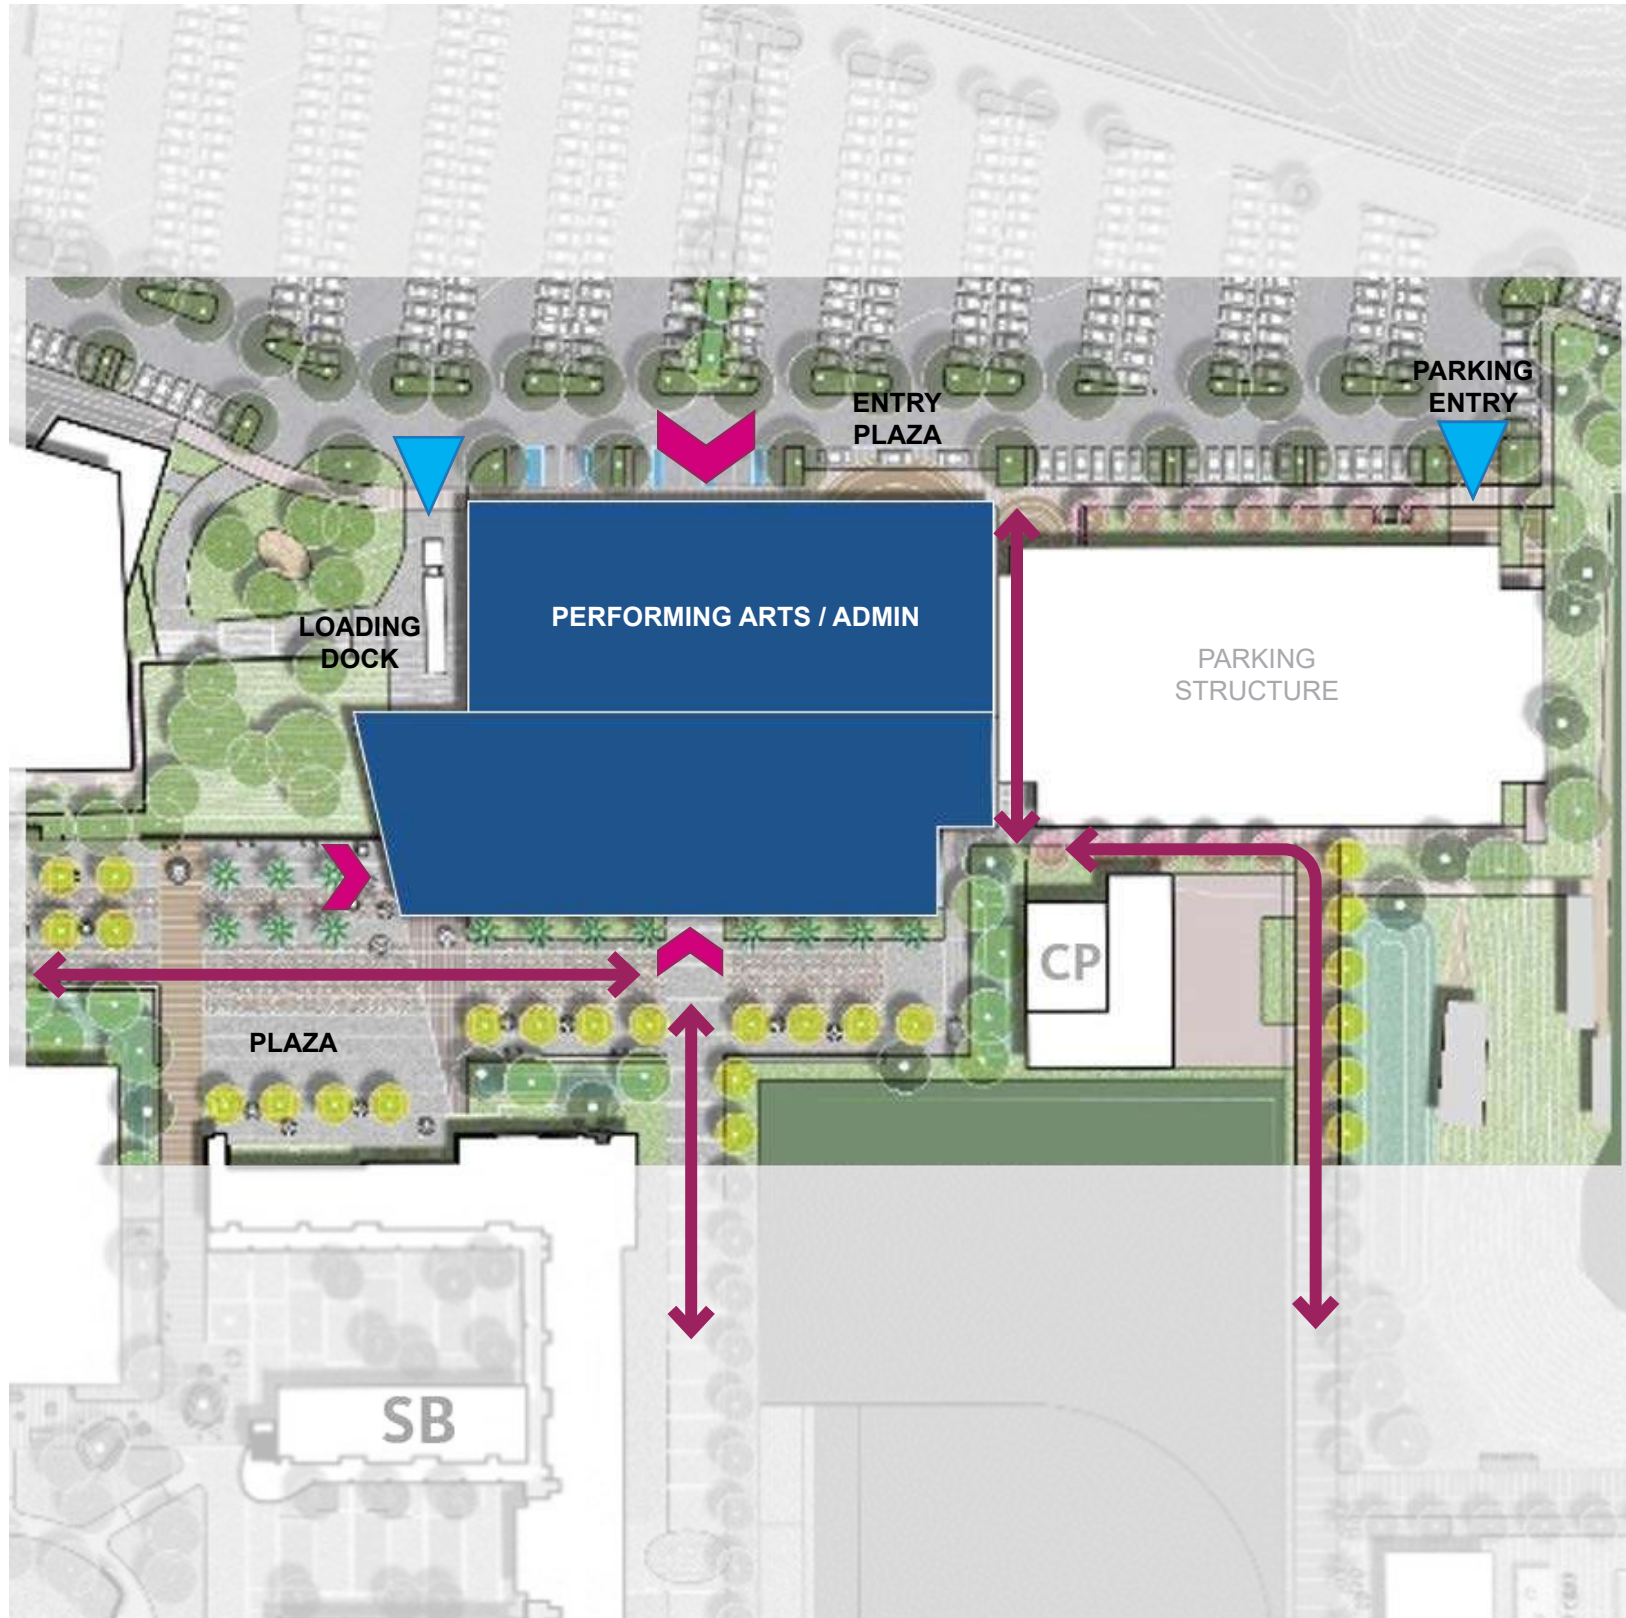 PARKING
ENTRY
ENTRY
PLAZA
PERFORMING ARTS / ADMIN
LOADING
DOCK
PARKING
STRUCTURE
CP
PLAZA
SB